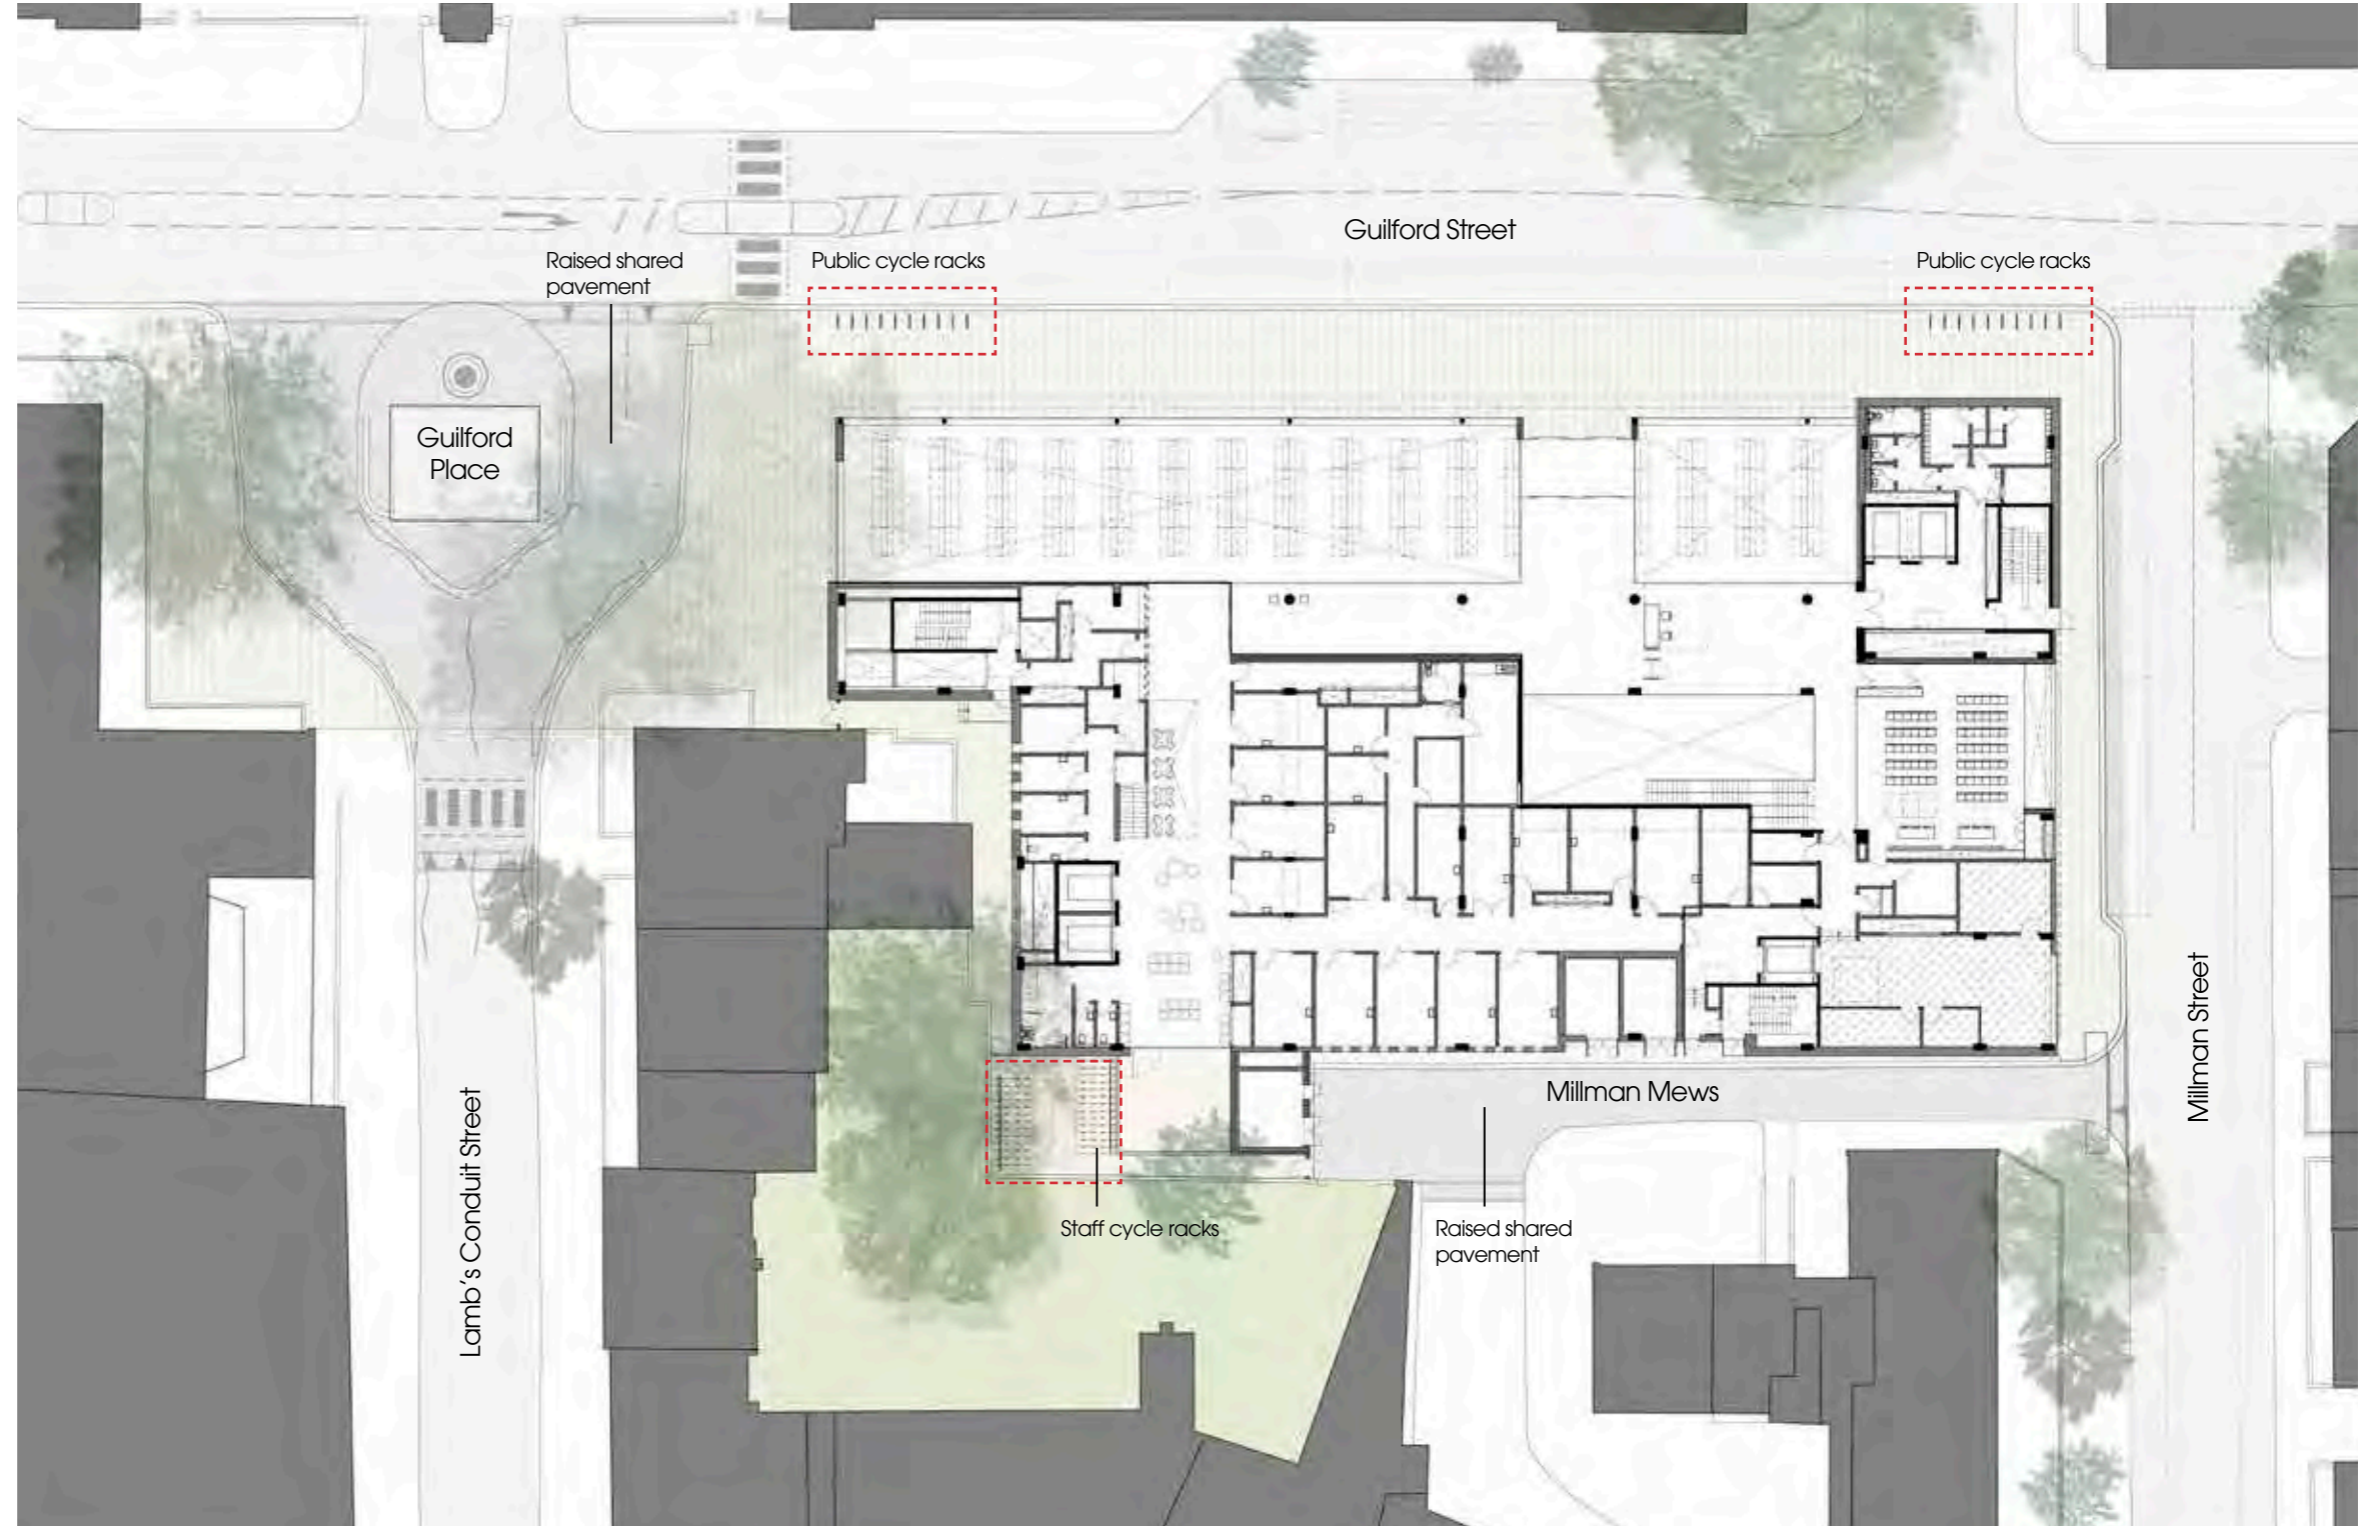 Guilford Street
Raised shared
pavement
Public cycle racks
Public cycle racks
Guilford
Place
Millman Mews
Millman Street
Lamb's Conduit Street
Staff cycle racks
Raised shared
pavement